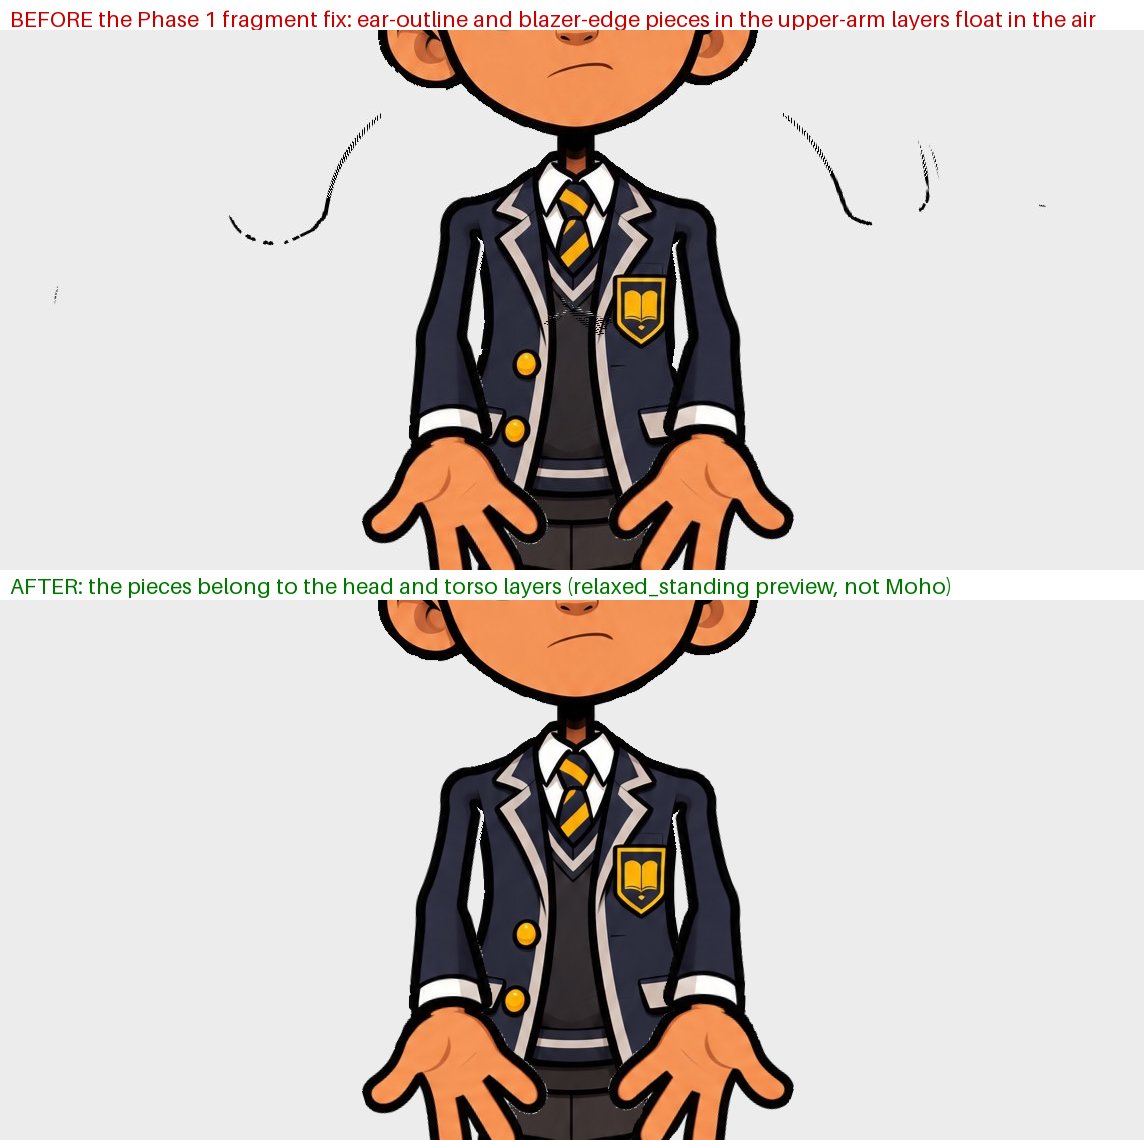 BEFORE the Phase 1 fragment fix: ear-outline and blazer-edge pieces in the upper-arm layers float in the air
AFTER: the pieces belong to the head and torso layers (relaxed_standing preview, not Moho)